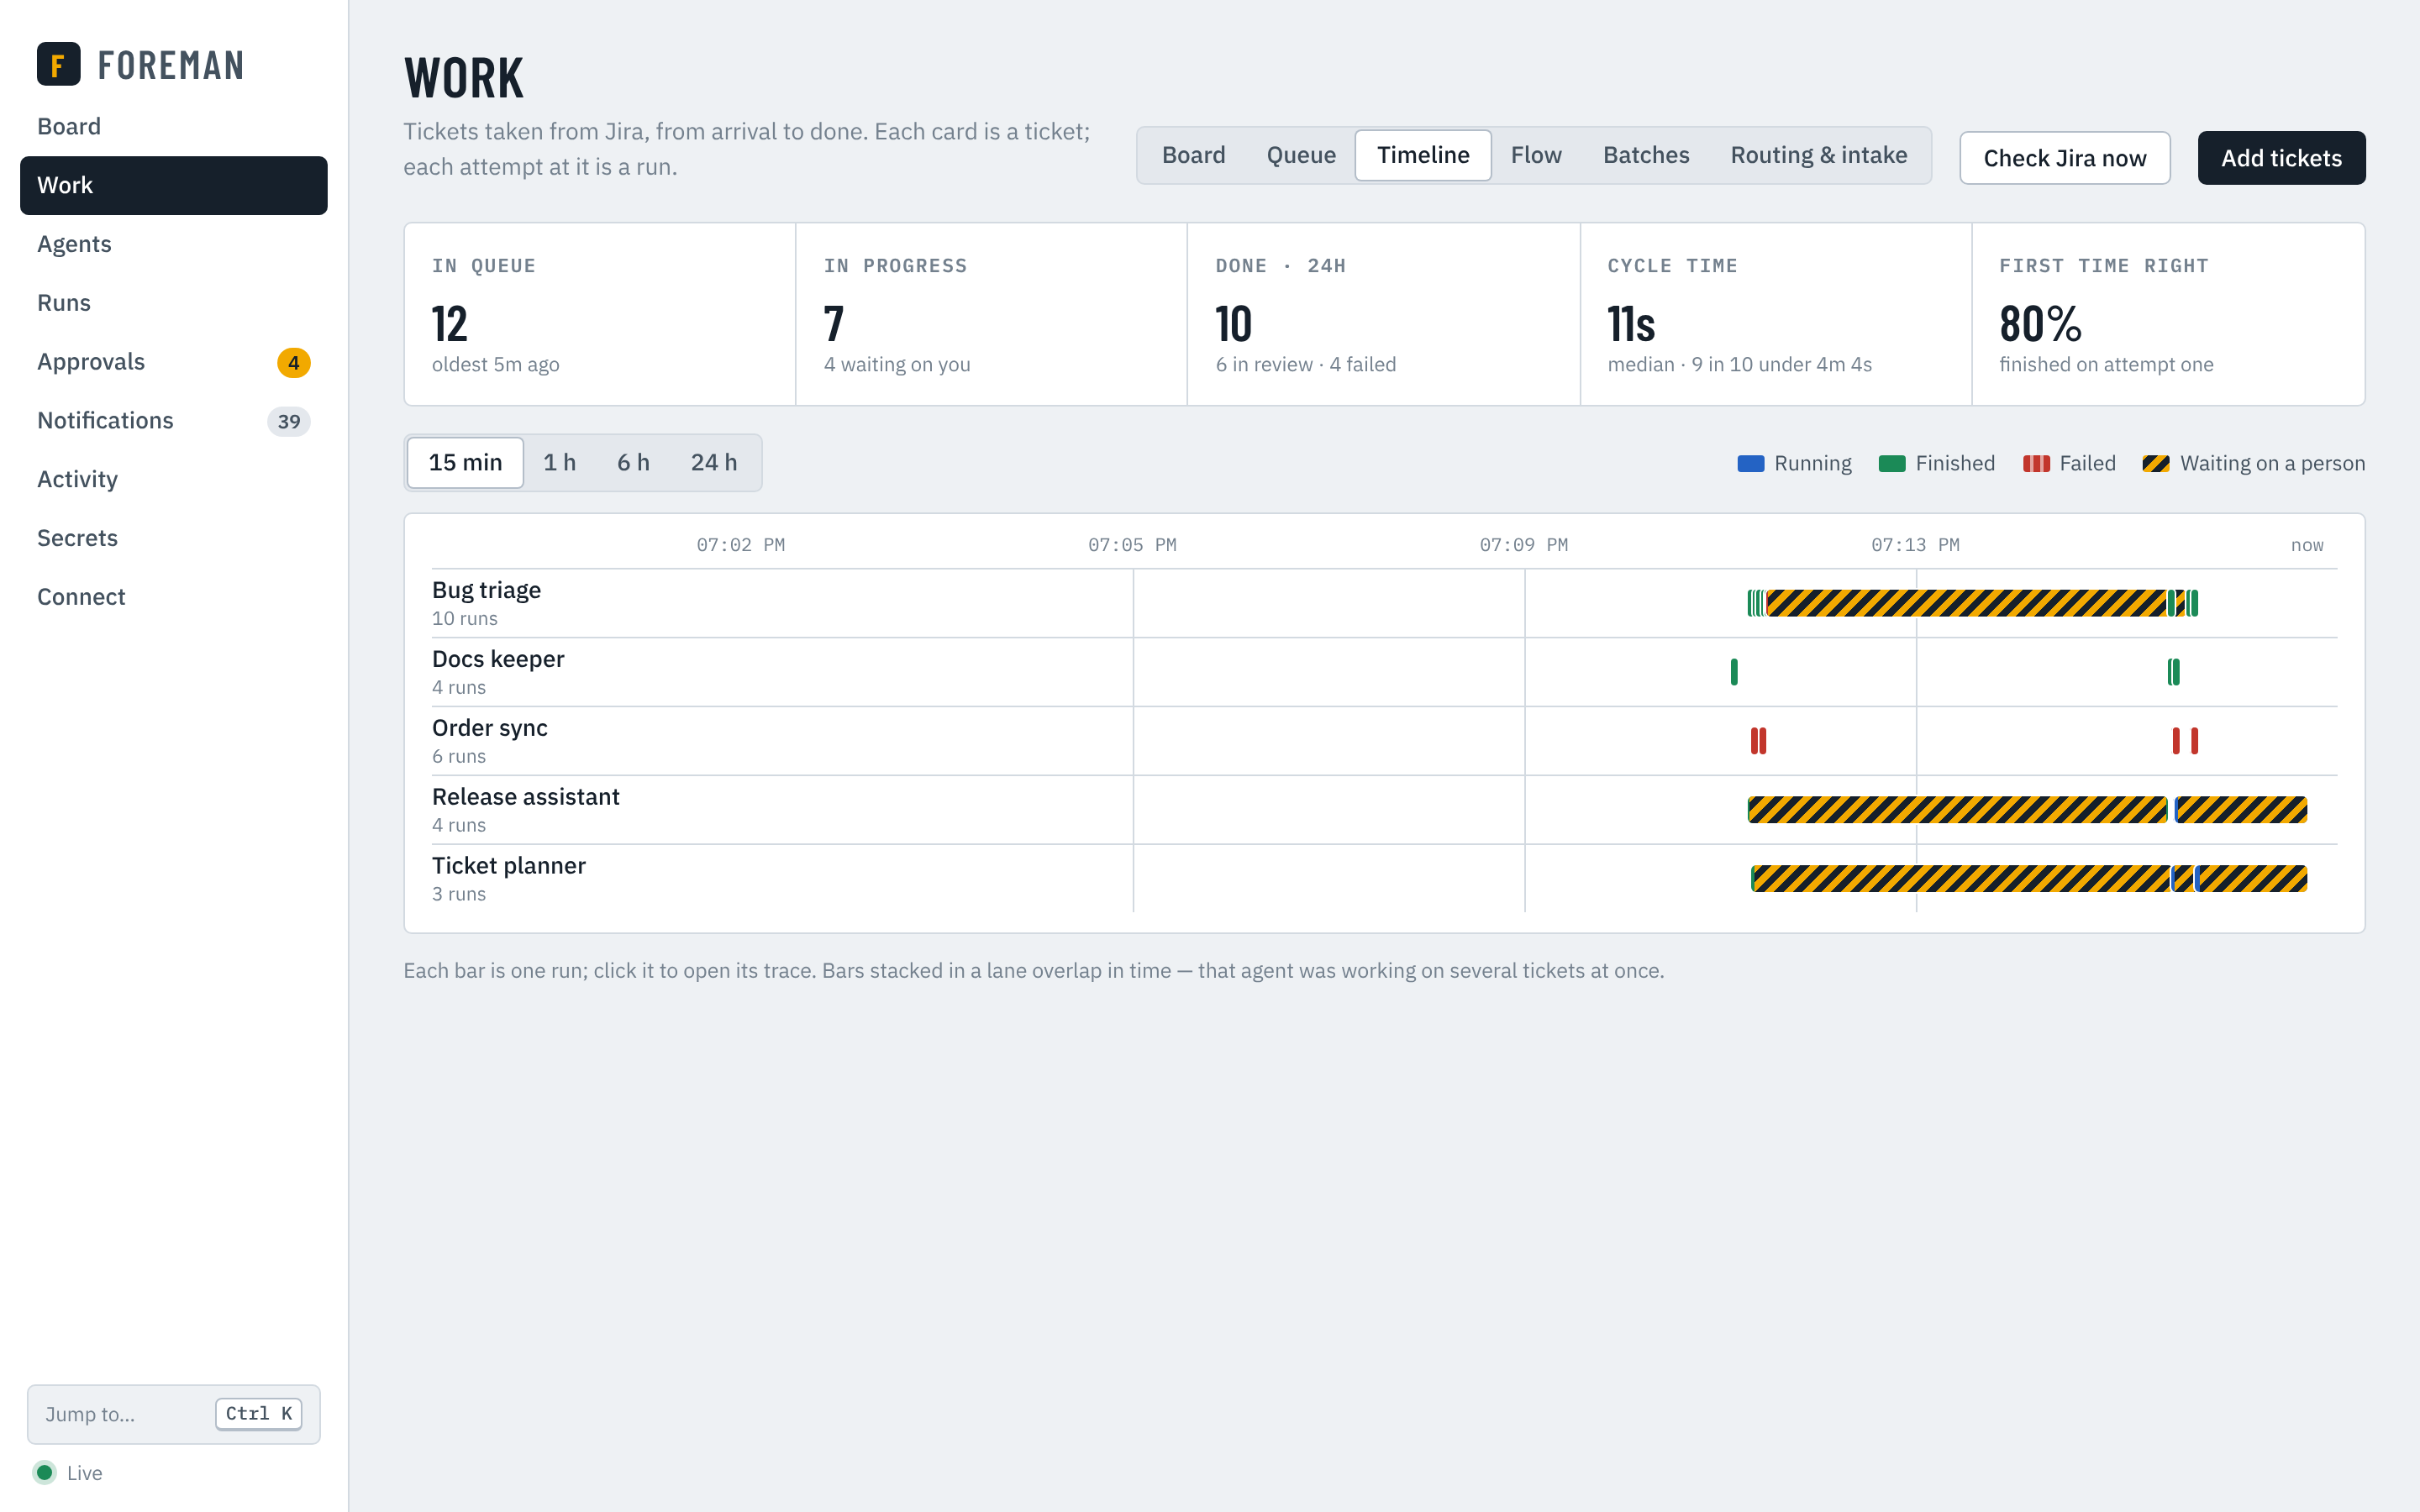 F FOREMAN
Board
Work
Agents
Runs
Approvals 4
Notifications 39
Activity
Secrets
Connect
Jump to... Ctrl K
Live
WORK
Tickets taken from Jira, from arrival to done. Each card is a ticket;
each attempt at it is a run.
Board Queue Timeline Flow Batches Routing & intake
Check Jira now
Add tickets
IN QUEUE
12
oldest 5m ago
IN PROGRESS
7
4 waiting on you
DONE · 24H
10
6 in review · 4 failed
CYCLE TIME
11s
median · 9 in 10 under 4m 4s
FIRST TIME RIGHT
80%
finished on attempt one
15 min 1 h 6 h 24 h
Running Finished Failed Waiting on a person
07:02 PM 07:05 PM 07:09 PM 07:13 PM now
Bug triage
10 runs
Docs keeper
4 runs
Order sync
6 runs
Release assistant
4 runs
Ticket planner
3 runs
Each bar is one run; click it to open its trace. Bars stacked in a lane overlap in time — that agent was working on several tickets at once.